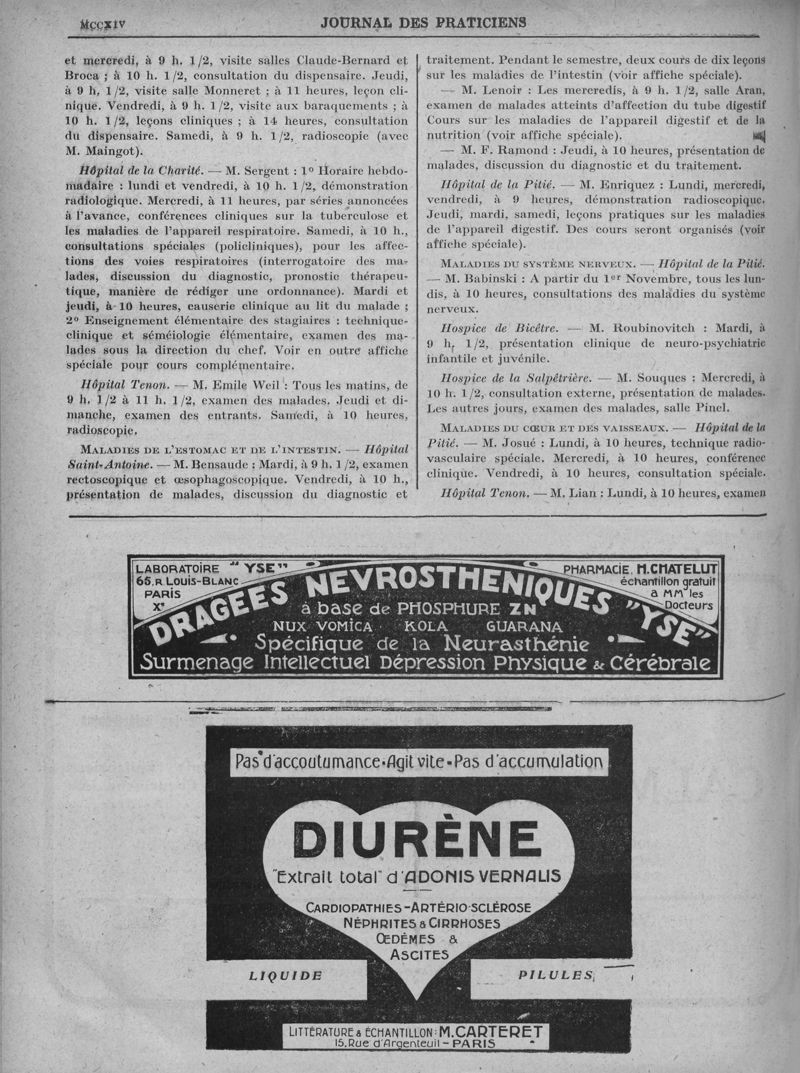 MCCXIV
JOURNAL DES PRATICIENS
et mercredi, à 9 h. 1/2, visite salles Claude-Bernard et
Broca ; à 10 h. 1/2, consultation du dispensaire. Jeudi,
à 9 h. 1/2, visite salle Monneret ; à 11 heures, leçon cli-
nique. Vendredi, à 9 h. 1/2, visite aux baraquements ; à
10 h. 1/2, leçons cliniques ; à 14 heures, consultation
du dispensaire. Samedi, à 9 h. 1/2, radioscopie (avec
M. Maingot).
Hôpital de la Charité. — M. Sergent : 1º Horaire hebdo-
madaire : lundi et vendredi, à 10 h. 1/2, démonstration
radiologique. Mercredi, à 11 heures, par séries annoncées
à l'avance, conférences cliniques sur la tuberculose et
les maladies de l'appareil respiratoire. Samedi, à 10 h.,
consultations spéciales (policliniques), pour les affec-
tions des voies respiratoires (interrogatoire des ma-
lades, discussion du diagnostic, pronostic thérapeu-
tique, manière de rédiger une ordonnance). Mardi et
jeudi, à 10 heures, causerie clinique au lit du malade ;
2º Enseignement élémentaire des stagiaires : technique-
clinique et séméiologie élémentaire, examen des ma-
lades sous la direction du chef. Voir en outre affiche
spéciale pour cours complémentaire.
Hôpital Tenon. — M. Emile Weil : Tous les matins, de
9 h. 1/2 à 11 h. 1/2, examen des malades. Jeudi et di-
manche, examen des entrants. Samedi, à 10 heures,
radioscopie.
MALADIES DE L'ESTOMAC ET DE L'INTESTIN. — Hôpital
Saint-Antoine. — M. Bensaude : Mardi, à 9 h. 1/2, examen
rectoscopique et œsophagoscopique. Vendredi, à 10 h.,
présentation de malades, discussion du diagnostic et
traitement. Pendant le semestre, deux cours de dix leçons
sur les maladies de l'intestin (voir affiche spéciale).
— M. Lenoir : Les mercredis, à 9 h. 1/2, salle Aran,
examen de malades atteints d'affection du tube digestif
Cours sur les maladies de l'appareil digestif et de la
nutrition (voir affiche spéciale).
— M. F. Ramond : Jeudi, à 10 heures, présentation de
malades, discussion du diagnostic et du traitement.
Hôpital de la Pitié. — M. Enriquez : Lundi, mercredi,
vendredi, à 9 heures, démonstration radioscopique.
Jeudi, mardi, samedi, leçons pratiques sur les maladies
de l'appareil digestif. Des cours seront organisés (voir
affiche spéciale).
MALADIES DU SYSTÈME NERVEUX. — Hôpital de la Pitié.
— M. Babinski : A partir du 1er Novembre, tous les lun-
dis, à 10 heures, consultations des maladies du système
nerveux.
Hospice de Bicêtre. — M. Roubinovitch : Mardi, à
9 h. 1/2, présentation clinique de neuro-psychiatrie
infantile et juvénile.
Hospice de la Salpêtrière. — M. Souques : Mercredi, à
10 h. 1/2, consultation externe, présentation de malades.
Les autres jours, examen des malades, salle Pinel.
MALADIES DU CŒUR ET DES VAISSEAUX. — Hôpital de la
Pitié. — M. Josué : Lundi, à 10 heures, technique radio-
vasculaire spéciale. Mercredi, à 10 heures, conférence
clinique. Vendredi, à 10 heures, consultation spéciale.
Hôpital Tenon. — M. Lian : Lundi, à 10 heures, examen
LABORATOIRE "YSE"
65, R. LOUIS-BLANC
PARIS
Xe
PHARMACIE. M. CHATELUT
échantillon gratuit
à MM les
Docteurs
DRAGÉES NEVROSTHENIQUES "YSE"
à base de PHOSPHURE ZN
NUX VOMICA KOLA GUARANA
Spécifique de la Neurasthénie
Surmenage Intellectuel Dépression Physique & Cérébrale
Pas d'accoutumance • Agit vite • Pas d'accumulation
DIURÈNE
"Extrait total" d'ADONIS VERNALIS
CARDIOPATHIES - ARTÉRIO-SCLÉROSE
NÉPHRITES & CIRRHOSES
ŒDÈMES &
ASCITES
LIQUIDE
PILULES
LITTÉRATURE & ÉCHANTILLON : M. CARTERET
15, Rue d'Argenteuil - PARIS